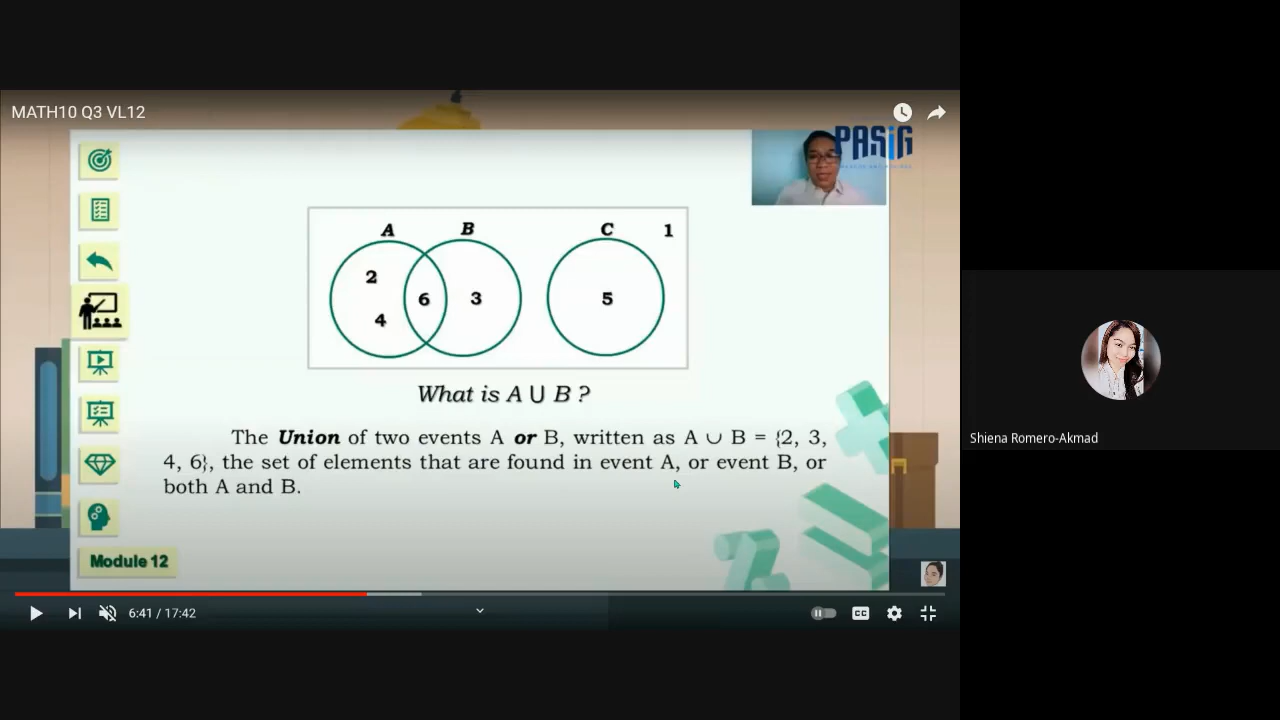 MATH10 Q3 VL12
PASiG
A B C 1
2
6 3 5
4
What is A ∪ B ?
The Union of two events A or B, written as A ∪ B = {2, 3,
4, 6}, the set of elements that are found in event A, or event B, or
both A and B.
Module 12
6:41 / 17:42
CC
Shiena Romero-Akmad